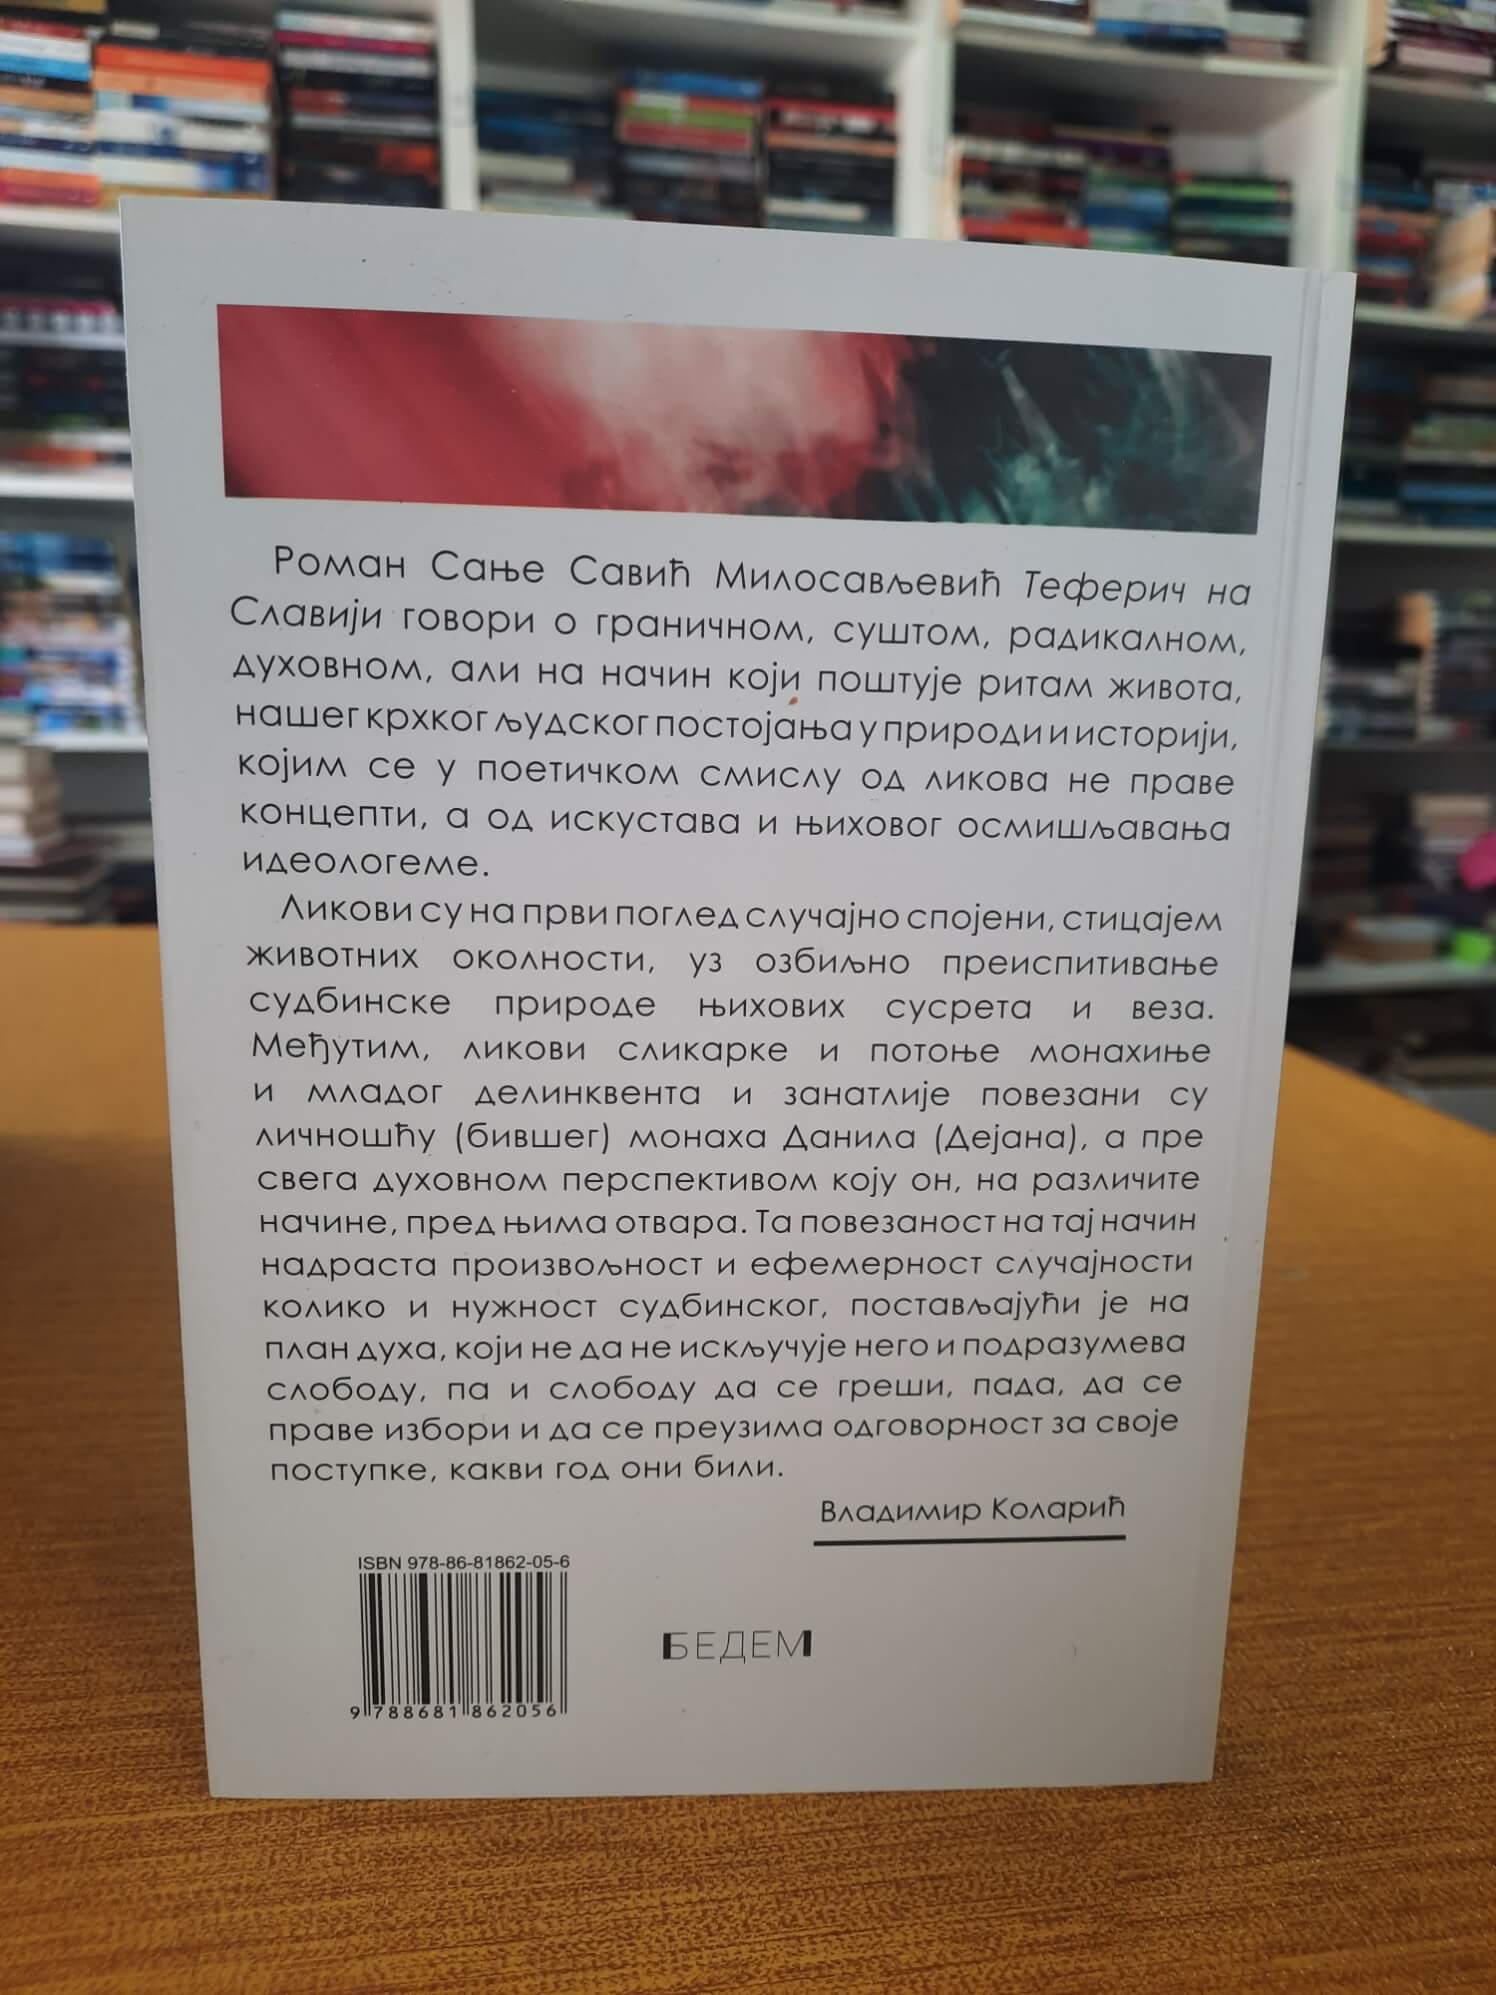 Роман Сање Савић Милосављевић Теферич на
Славији говори о граничном, суштом, радикалном,
духовном, али на начин који поштује ритам живота,
нашег крхког људског постојања у природи и историји,
којим се у поетичком смислу од ликова не праве
концепти, а од искустава и њиховог осмишљавања
идеологеме.
Ликови су на први поглед случајно спојени, стицајем
животних околности, уз озбиљно преиспитивање
судбинске природе њихових сусрета и веза.
Међутим, ликови сликарке и потоње монахиње
и младог делинквента и занатлије повезани су
личношћу (бившег) монаха Данила (Дејана), а пре
свега духовном перспективом коју он, на различите
начине, пред њима отвара. Та повезаност на тај начин
надраста произвољност и ефемерност случајности
колико и нужност судбинског, постављајући је на
план духа, који не да не искључује него и подразумева
слободу, па и слободу да се греши, пада, да се
праве избори и да се преузима одговорност за своје
поступке, какви год они били.
Владимир Коларић
ISBN 978-86-81862-05-6
9 788681 862056
БЕДЕМ